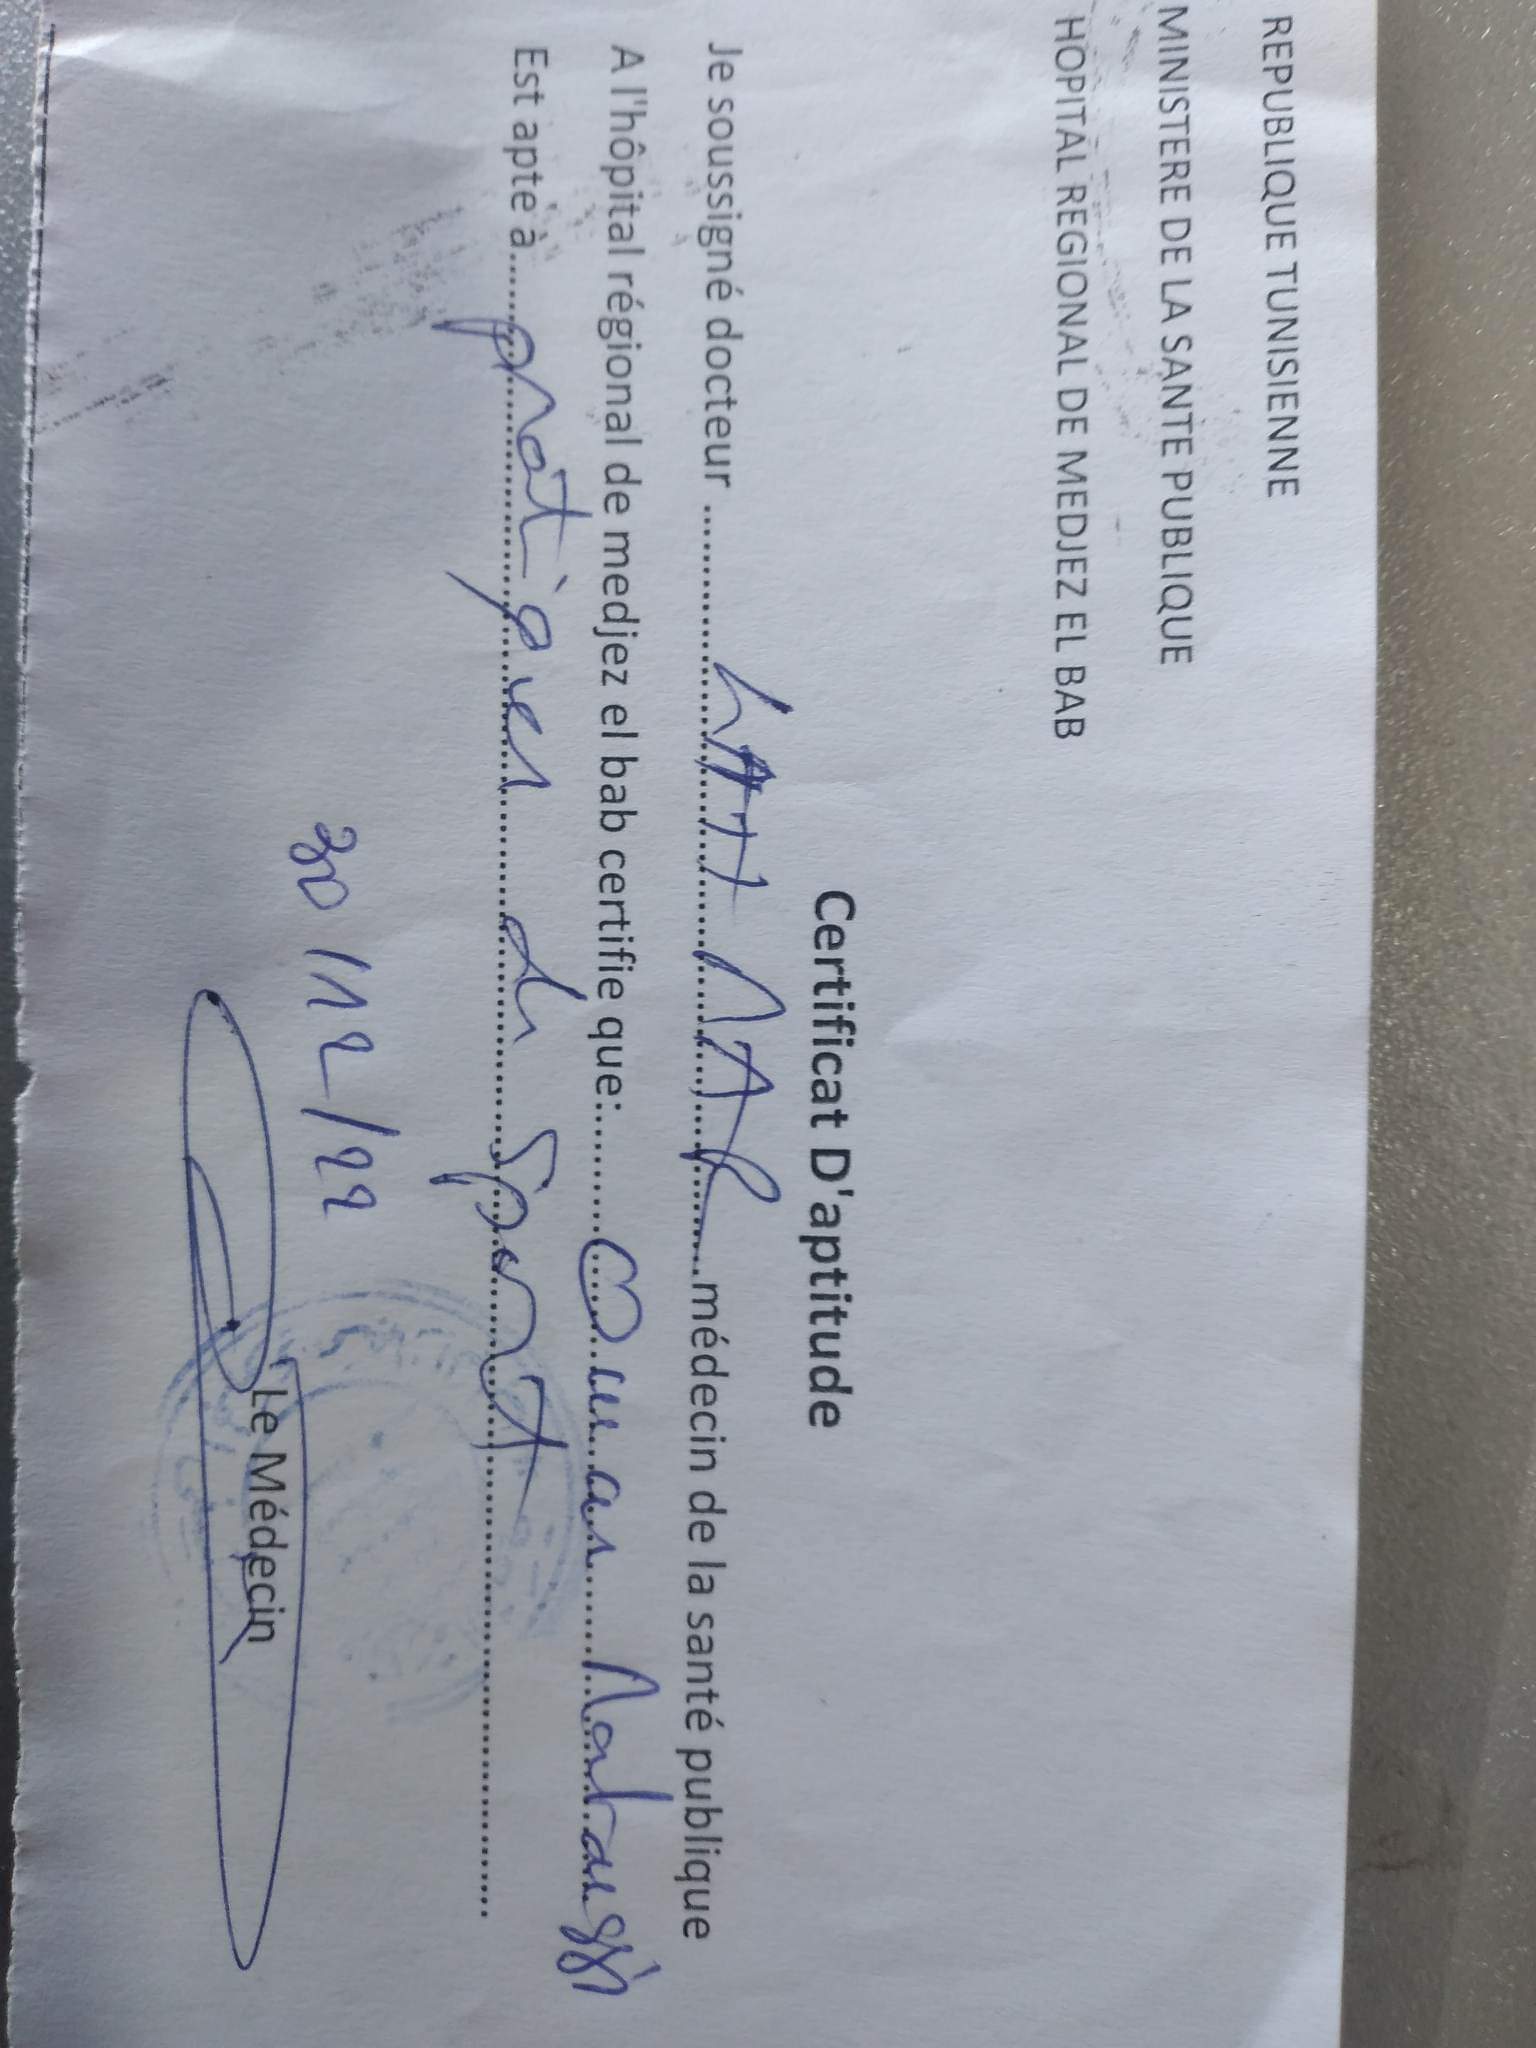 REPUBLIQUE TUNISIENNE
MINISTERE DE LA SANTE PUBLIQUE
HOPITAL REGIONAL DE MEDJEZ EL BAB
Certificat D'aptitude
Je soussigné docteur .................... médecin de la santé publique
A l'hôpital régional de medjez el bab certifie que:...................
Est apte à......pratiquer du Sport..............................
30/12/22
Le Médecin